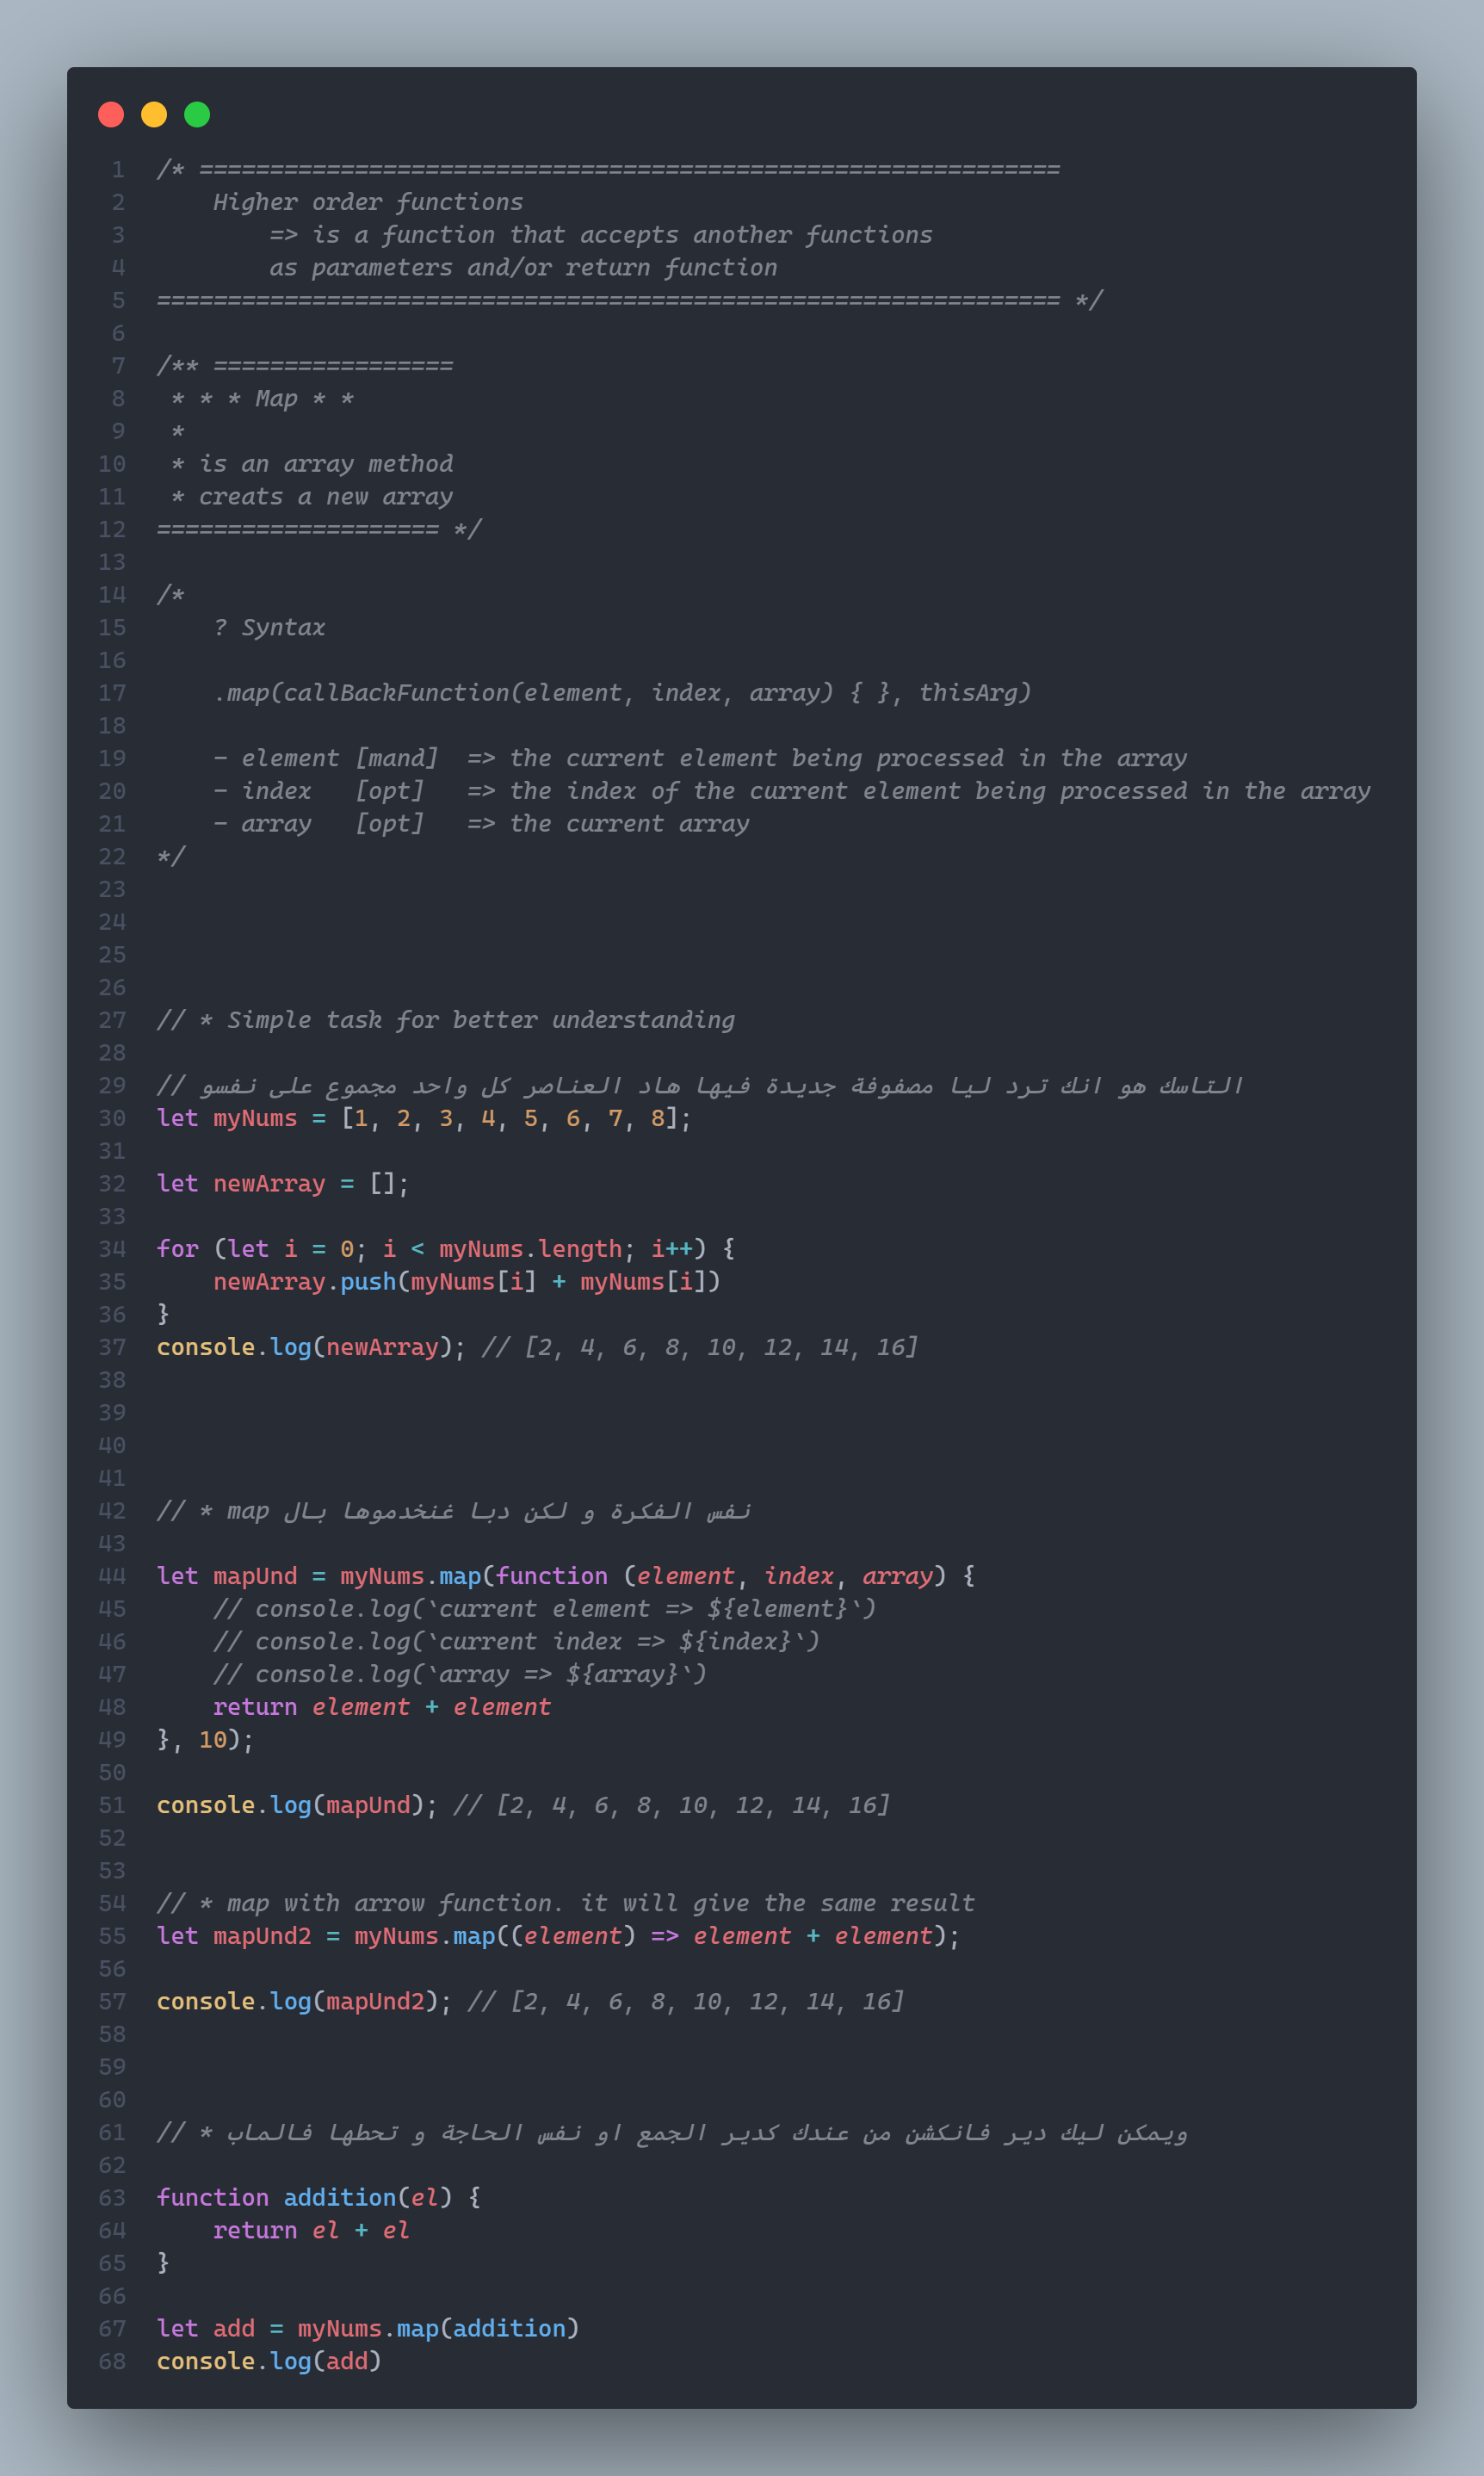 1 /* =============================================================
2     Higher order functions
3         => is a function that accepts another functions
4         as parameters and/or return function
5 ================================================================ */
6
7 /** =================
8  * * * Map * *
9  *
10  * is an array method
11  * creats a new array
12 ==================== */
13
14 /*
15     ? Syntax
16
17     .map(callBackFunction(element, index, array) { }, thisArg)
18
19     - element [mand]  => the current element being processed in the array
20     - index   [opt]   => the index of the current element being processed in the array
21     - array   [opt]   => the current array
22 */
23
24
25
26
27 // * Simple task for better understanding
28
29 // التاسك هو انك ترد ليا مصفوفة جديدة فيها هاد العناصر كل واحد مجموع على نفسو
30 let myNums = [1, 2, 3, 4, 5, 6, 7, 8];
31
32 let newArray = [];
33
34 for (let i = 0; i < myNums.length; i++) {
35     newArray.push(myNums[i] + myNums[i])
36 }
37 console.log(newArray); // [2, 4, 6, 8, 10, 12, 14, 16]
38
39
40
41
42 // * map نفس الفكرة و لكن دبا غنخدموها بال
43
44 let mapUnd = myNums.map(function (element, index, array) {
45     // console.log(`current element => ${element}`)
46     // console.log(`current index => ${index}`)
47     // console.log(`array => ${array}`)
48     return element + element
49 }, 10);
50
51 console.log(mapUnd); // [2, 4, 6, 8, 10, 12, 14, 16]
52
53
54 // * map with arrow function. it will give the same result
55 let mapUnd2 = myNums.map((element) => element + element);
56
57 console.log(mapUnd2); // [2, 4, 6, 8, 10, 12, 14, 16]
58
59
60
61 // * ويمكن ليك دير فانكشن من عندك كدير الجمع او نفس الحاجة و تحطها فالماب
62
63 function addition(el) {
64     return el + el
65 }
66
67 let add = myNums.map(addition)
68 console.log(add)